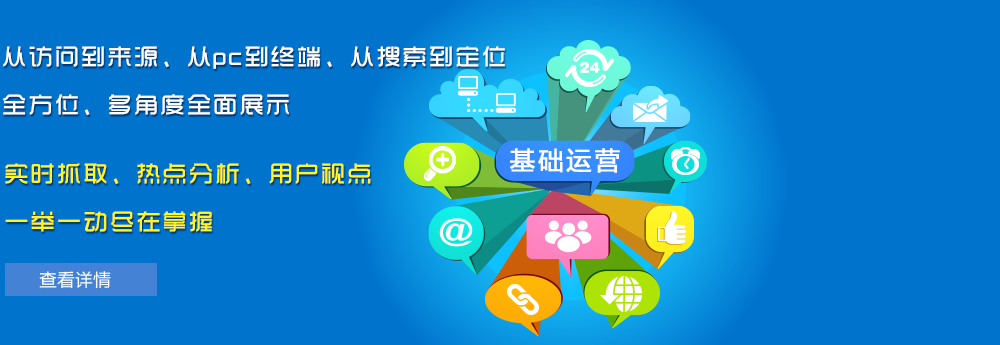 从访问到来源、从pc到终端、从搜索到定位
全方位、多角度全面展示
实时抓取、热点分析、用户视点
一举一动尽在掌握
查看详情
24
基础运营
@